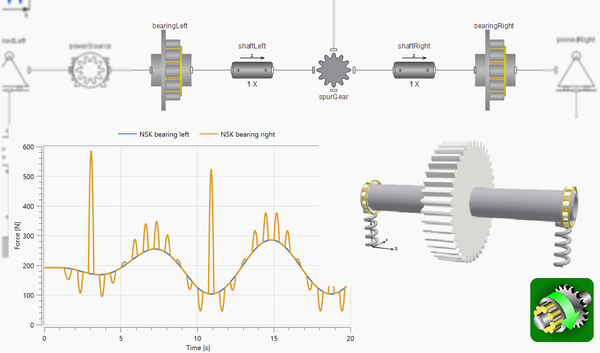 bearingLeft
bearingRight
nedLeft
powerSource
shaftLeft
shaftRight
pinnedRight
1 X
1 X
spurGear
NSK bearing left
NSK bearing right
600
500
400
300
200
100
0
Force [N]
0
5
10
15
20
Time [s]